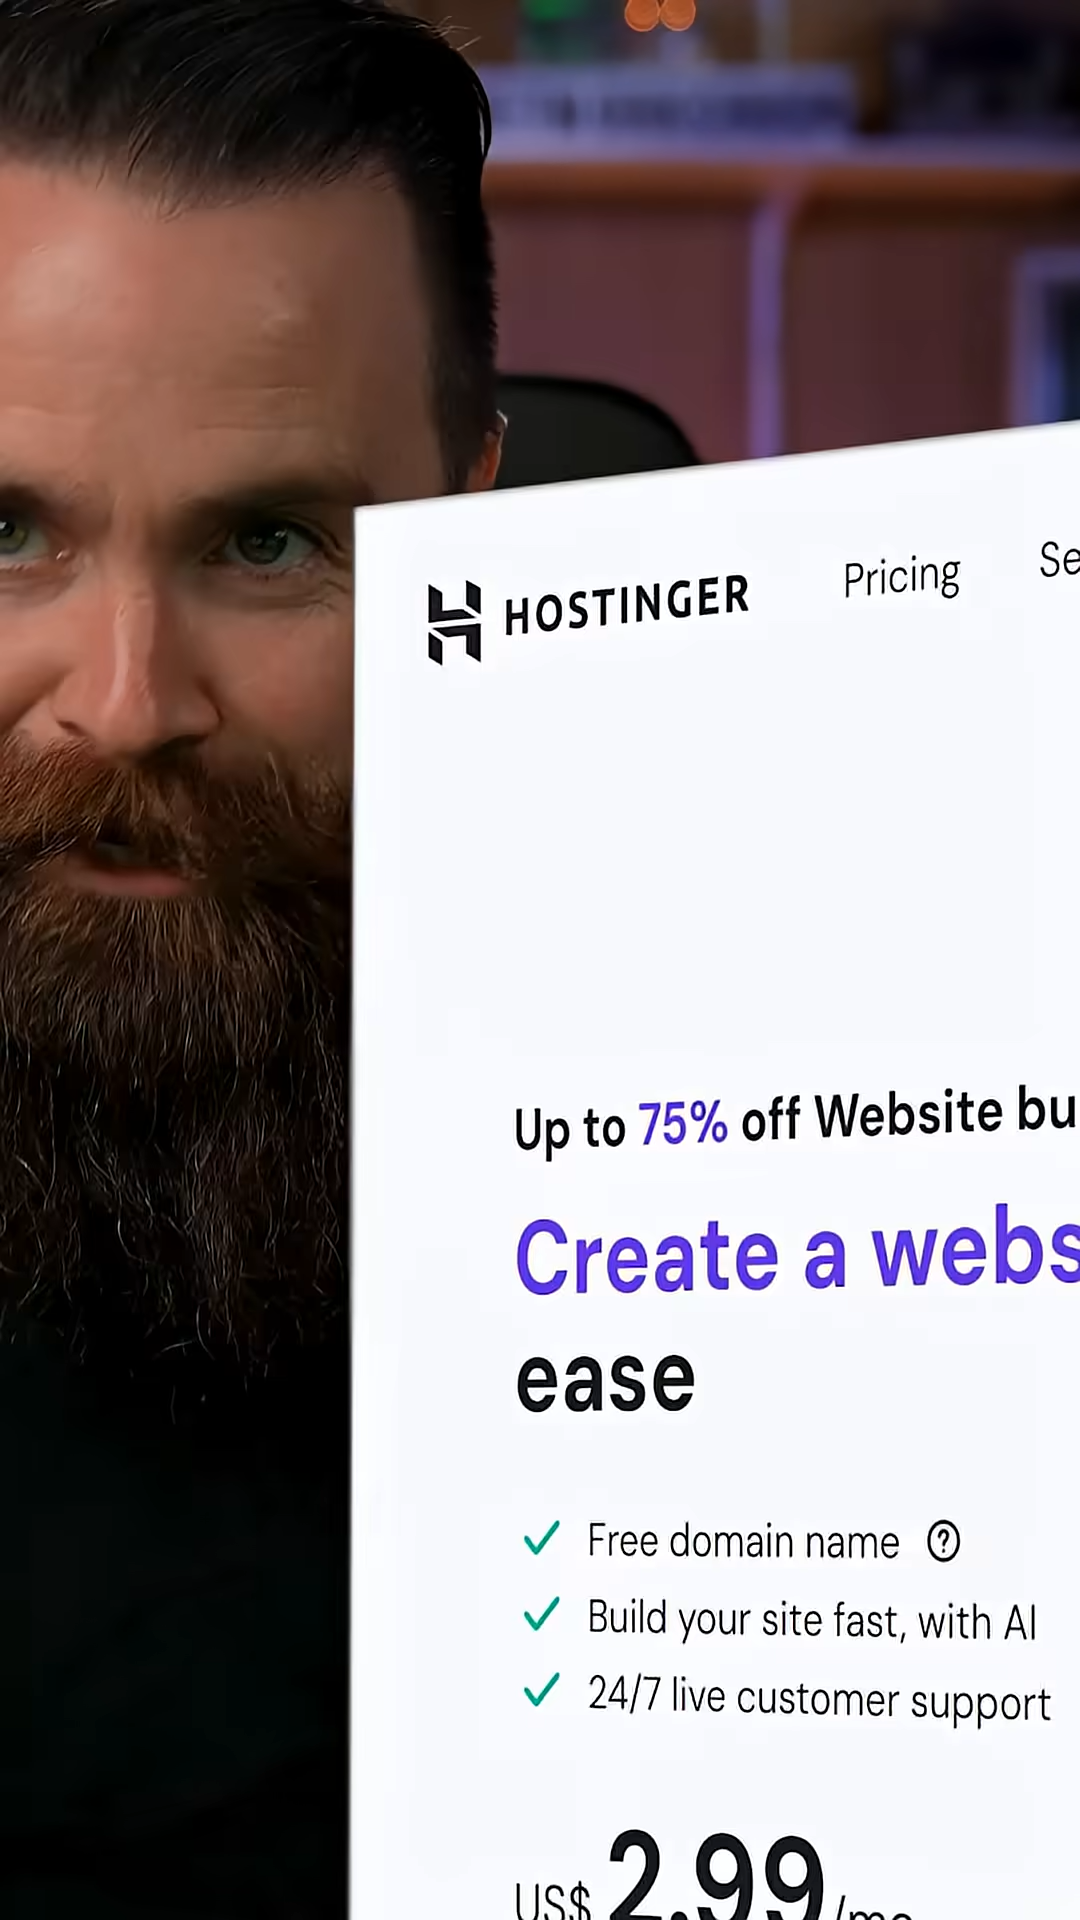 HOSTINGER
Pricing
Se
Up to 75% off Website bu
Create a webs
ease
Free domain name
Build your site fast, with AI
24/7 live customer support
US$ 2.99/mo